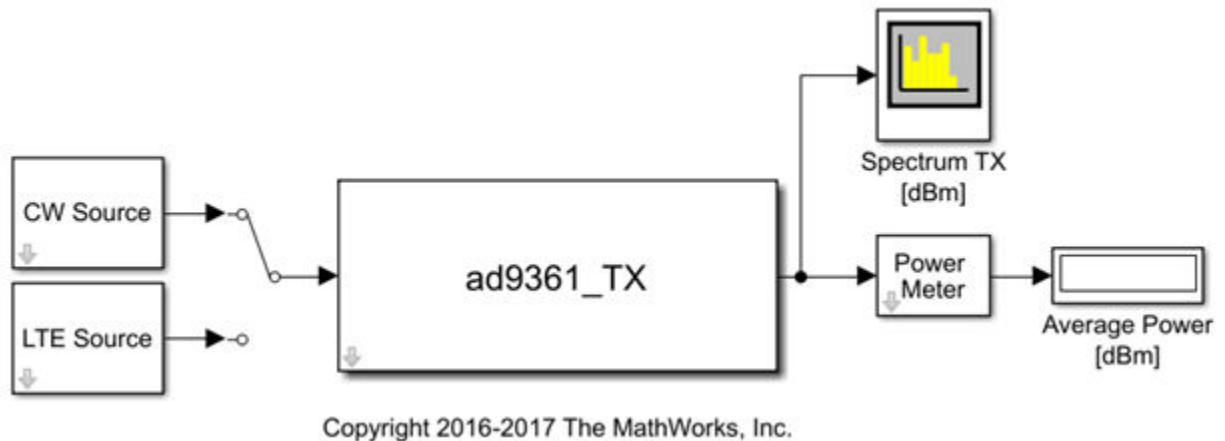 CW Source
LTE Source
ad9361_TX
Spectrum TX
[dBm]
Power
Meter
Average Power
[dBm]
Copyright 2016-2017 The MathWorks, Inc.